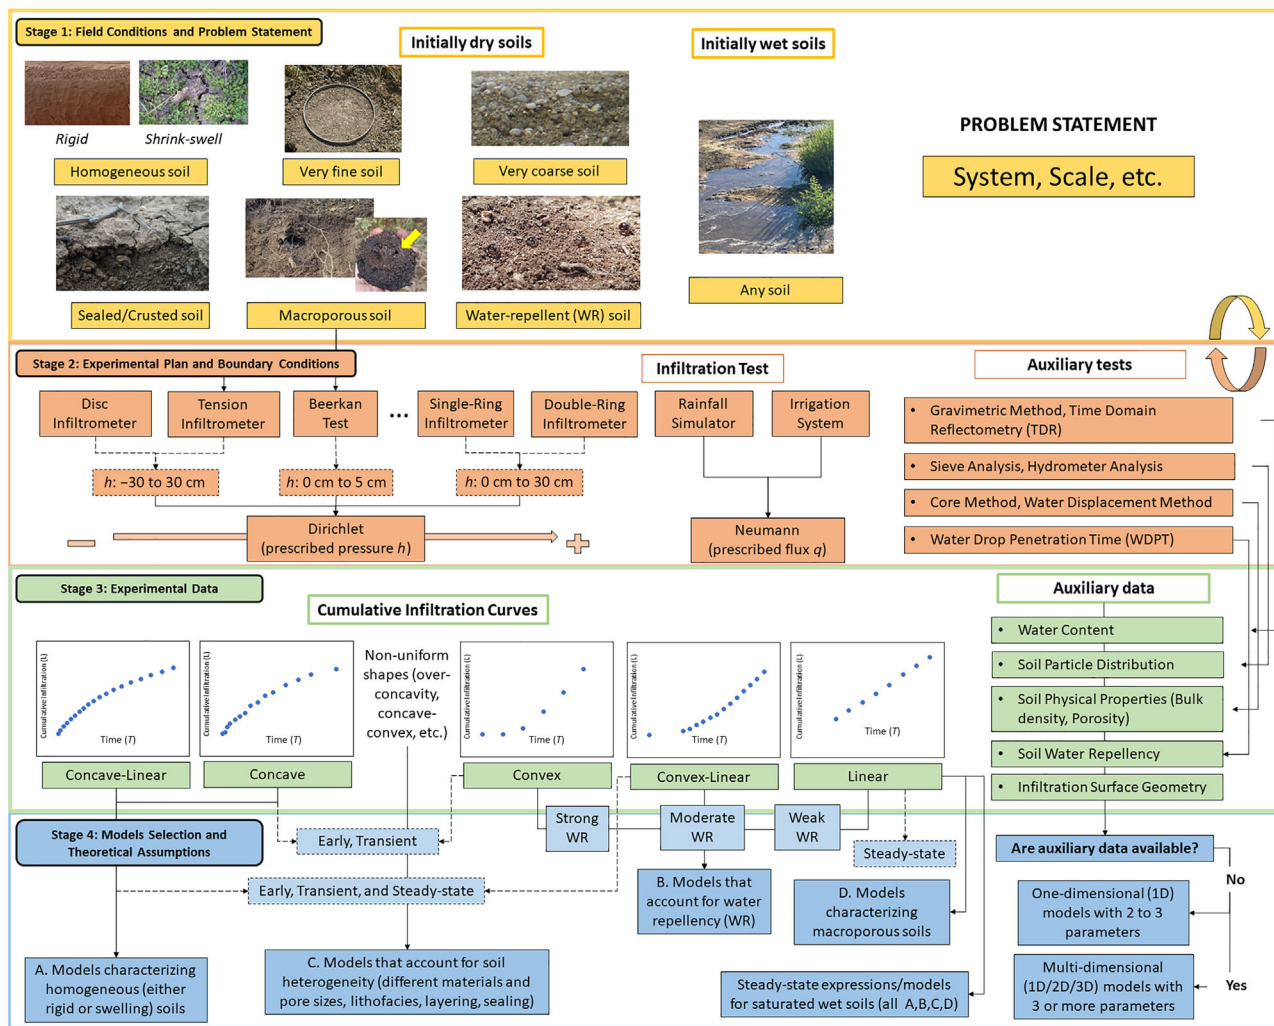 Stage 1: Field Conditions and Problem Statement
Initially dry soils
Initially wet soils
Rigid
Shrink-swell
Homogeneous soil
Very fine soil
Very coarse soil
PROBLEM STATEMENT
System, Scale, etc.
Sealed/Crusted soil
Macroporous soil
Water-repellent (WR) soil
Any soil
Stage 2: Experimental Plan and Boundary Conditions
Infiltration Test
Auxiliary tests
Disc
Infiltrometer
Tension
Infiltrometer
Beerkan
Test
...
Single-Ring
Infiltrometer
Double-Ring
Infiltrometer
Rainfall
Simulator
Irrigation
System
h: −30 to 30 cm
h: 0 cm to 5 cm
h: 0 cm to 30 cm
Dirichlet
(prescribed pressure h)
Neumann
(prescribed flux q)
• Gravimetric Method, Time Domain
Reflectometry (TDR)
• Sieve Analysis, Hydrometer Analysis
• Core Method, Water Displacement Method
• Water Drop Penetration Time (WDPT)
Stage 3: Experimental Data
Cumulative Infiltration Curves
Auxiliary data
Cumulative Infiltration (L)
Time (T)
Concave-Linear
Cumulative Infiltration (L)
Time (T)
Concave
Non-uniform
shapes (over-
concavity,
concave-
convex, etc.)
Cumulative Infiltration (L)
Time (T)
Convex
Cumulative Infiltration (L)
Time (T)
Convex-Linear
Cumulative Infiltration (L)
Time (T)
Linear
• Water Content
• Soil Particle Distribution
• Soil Physical Properties (Bulk
density, Porosity)
• Soil Water Repellency
• Infiltration Surface Geometry
Stage 4: Models Selection and
Theoretical Assumptions
Early, Transient
Strong
WR
Moderate
WR
Weak
WR
Steady-state
Early, Transient, and Steady-state
A. Models characterizing
homogeneous (either
rigid or swelling) soils
C. Models that account for soil
heterogeneity (different materials and
pore sizes, lithofacies, layering, sealing)
B. Models that
account for water
repellency (WR)
D. Models
characterizing
macroporous soils
Steady-state expressions/models
for saturated wet soils (all A,B,C,D)
Are auxiliary data available?
No
One-dimensional (1D)
models with 2 to 3
parameters
Multi-dimensional
(1D/2D/3D) models with
3 or more parameters
Yes